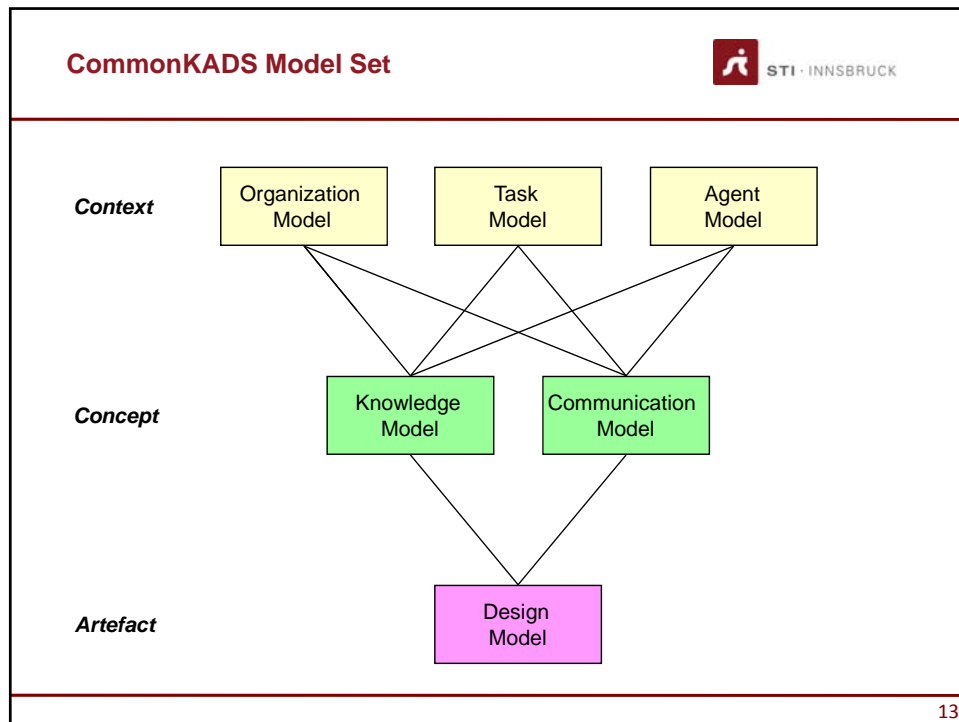 CommonKADS Model Set
STI · INNSBRUCK
Context
Organization
Model
Task
Model
Agent
Model
Concept
Knowledge
Model
Communication
Model
Artefact
Design
Model
13